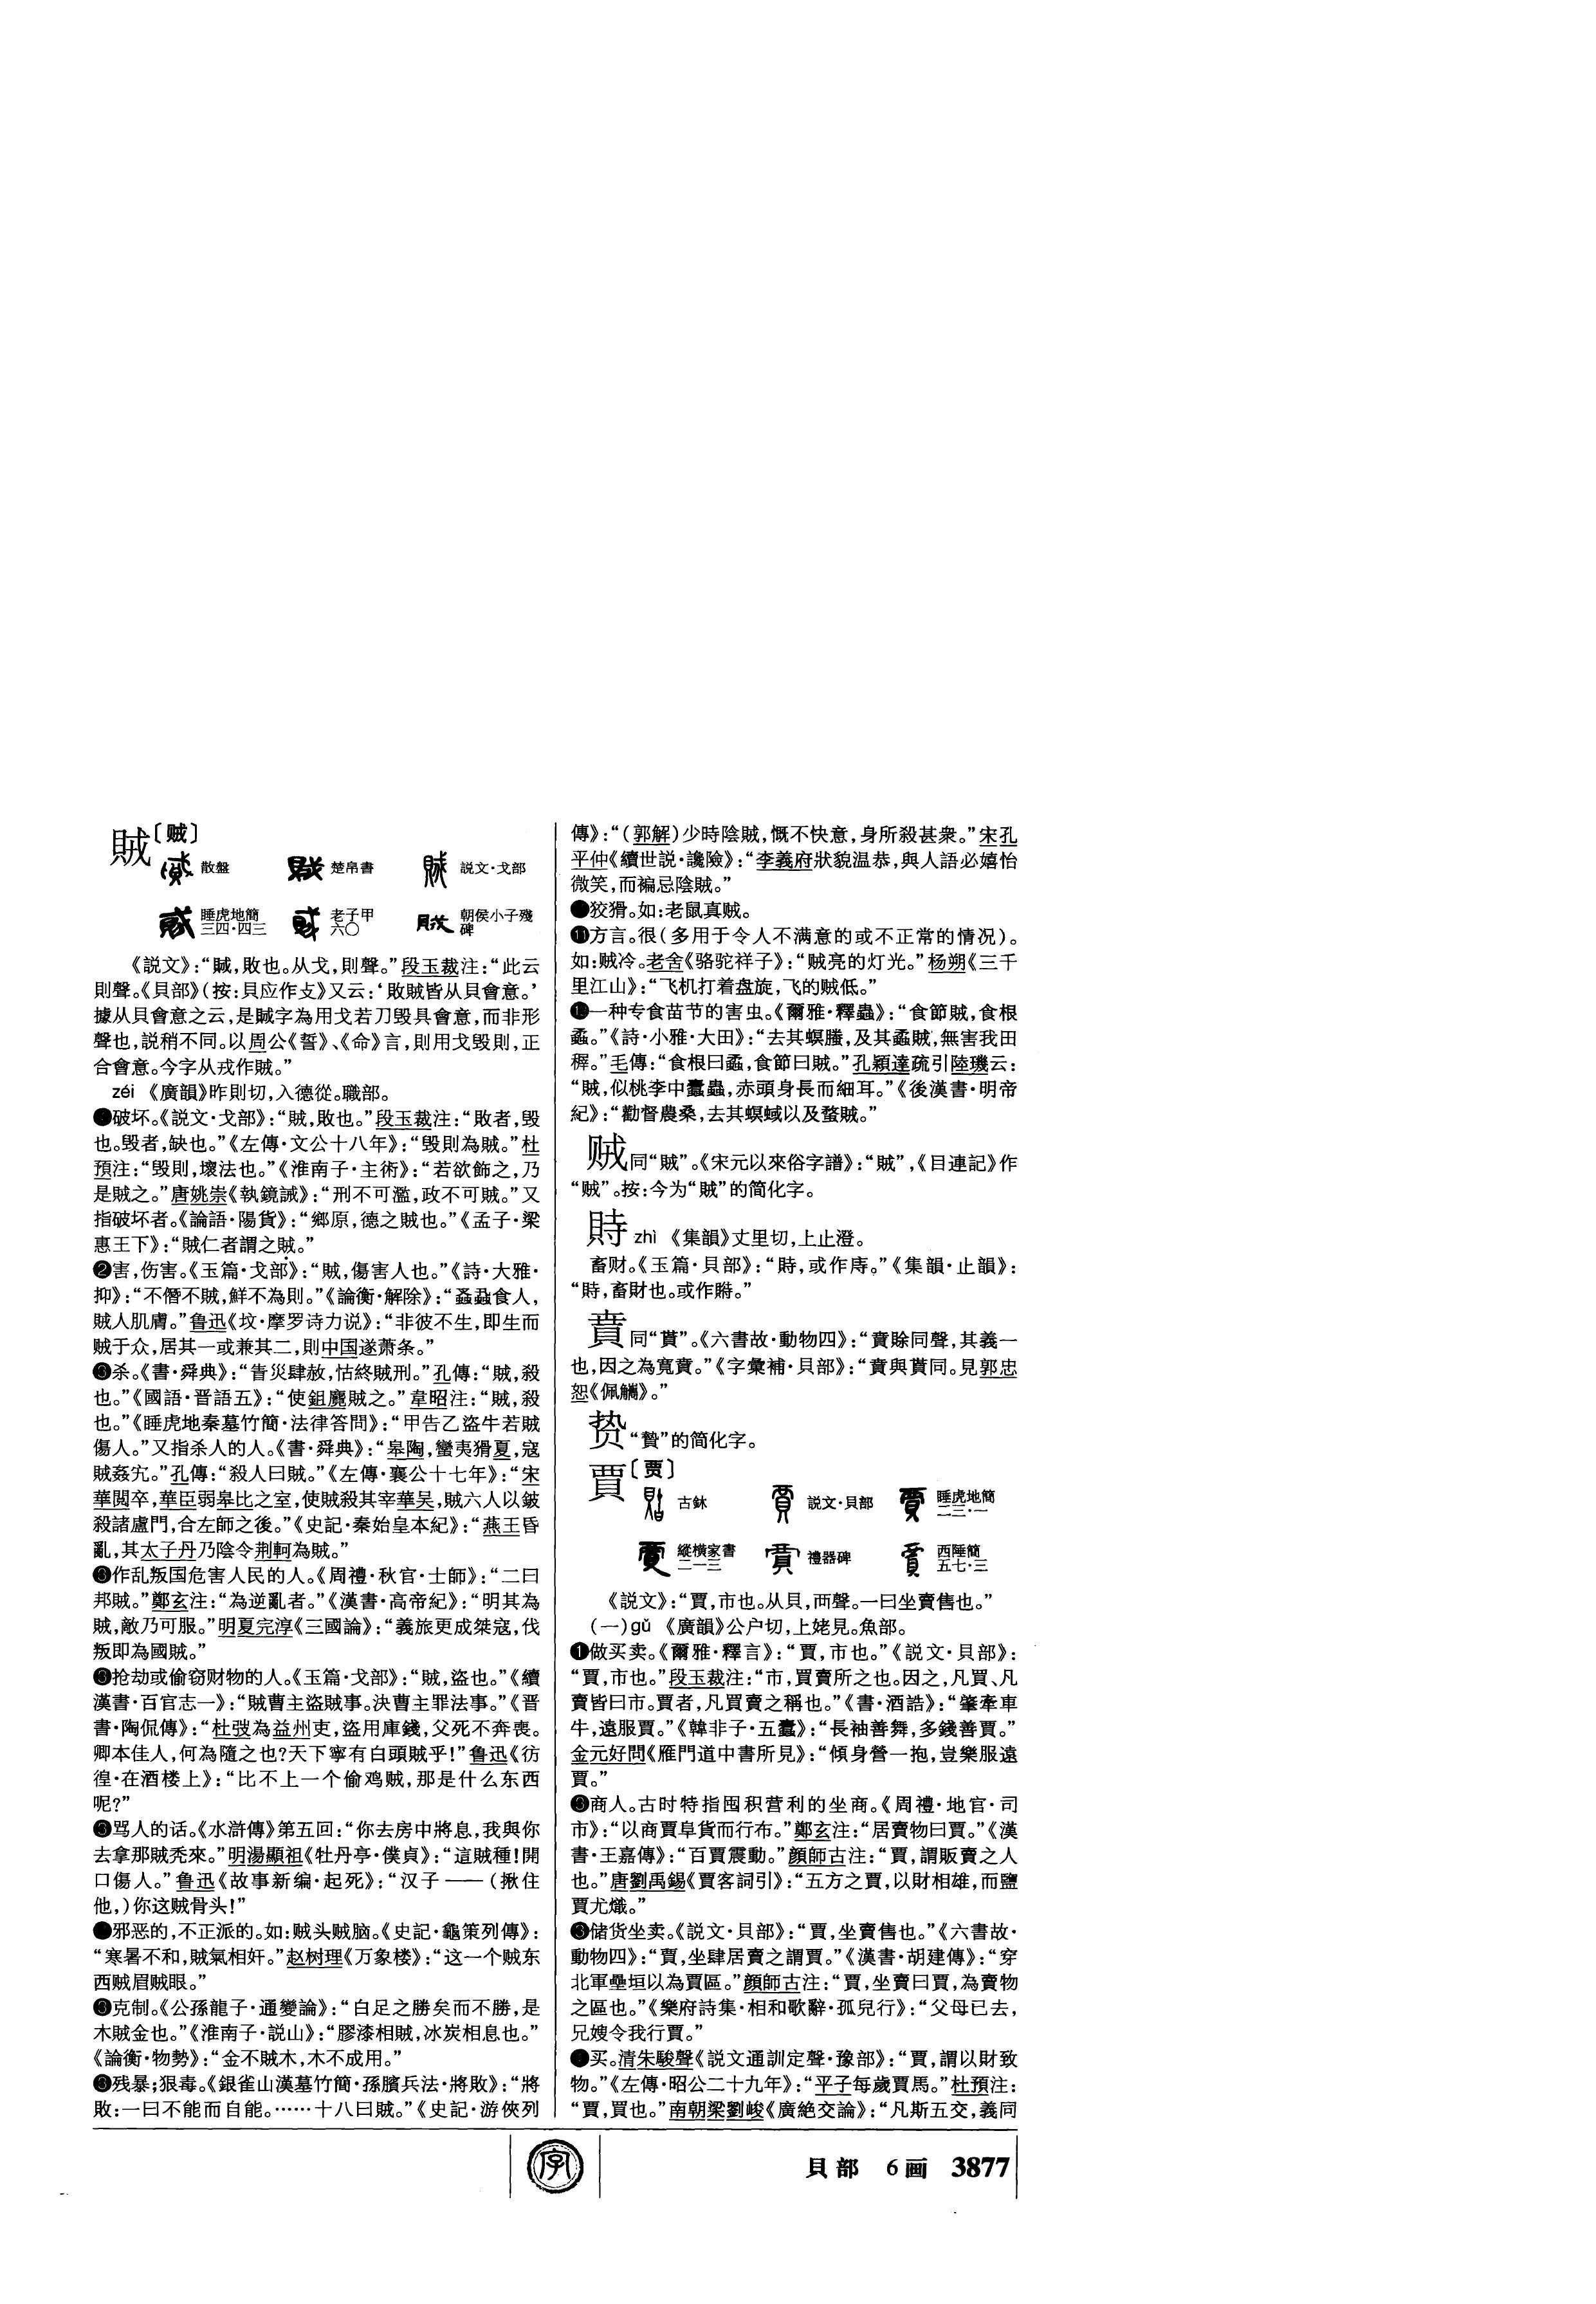 賊〔贼〕
散盤 楚帛書 説文·戈部
睡虎地簡三四·四三 老子甲六〇 朝侯小子殘碑
《説文》：“賊，敗也。从戈，則聲。”段玉裁注：“此云
則聲。《貝部》（按：貝应作攴）又云：‘敗賊皆从貝會意。’
據从貝會意之云，是賊字為用戈若刀毀貝會意，而非形
聲也，説稍不同。以周公《誓》、《命》言，則用戈毀則，正
合會意。今字从戎作賊。”
zéi 《廣韻》昨則切，入德從。職部。
❶破坏。《説文·戈部》：“賊，敗也。”段玉裁注：“敗者，毀
也。毀者，缺也。”《左傳·文公十八年》：“毀則為賊。”杜
預注：“毀則，壞法也。”《淮南子·主術》：“若欲飾之，乃
是賊之。”唐姚崇《執鏡誡》：“刑不可濫，政不可賊。”又
指破坏者。《論語·陽貨》：“鄉原，德之賊也。”《孟子·梁
惠王下》：“賊仁者謂之賊。”
❷害，伤害。《玉篇·戈部》：“賊，傷害人也。”《詩·大雅·
抑》：“不僭不賊，鮮不為則。”《論衡·解除》：“蟊蝨食人，
賊人肌膚。”鲁迅《坟·摩罗诗力说》：“非彼不生，即生而
贼于众，居其一或兼其二，則中国遂萧条。”
杀。《書·舜典》：“眚災肆赦，怙終賊刑。”孔傳：“賊，殺
也。”《國語·晋語五》：“使鉏麑賊之。”韋昭注：“賊，殺
也。”《睡虎地秦墓竹簡·法律答問》：“甲告乙盜牛若賊
傷人。”又指杀人的人。《書·舜典》：“皋陶，蠻夷猾夏，寇
賊姦宄。”孔傳：“殺人曰賊。”《左傳·襄公十七年》：“宋
華閱卒，華臣弱皋比之室，使賊殺其宰華吴，賊六人以鈹
殺諸盧門，合左師之後。”《史記·秦始皇本紀》：“燕王昏
亂，其太子丹乃陰令荆軻為賊。”
作乱叛国危害人民的人。《周禮·秋官·士師》：“二曰
邦賊。”鄭玄注：“為逆亂者。”《漢書·高帝紀》：“明其為
賊，敵乃可服。”明夏完淳《三國論》：“義旅更成桀寇，伐
叛即為國賊。”
抢劫或偷窃财物的人。《玉篇·戈部》：“賊，盜也。”《續
漢書·百官志一》：“賊曹主盜賊事。決曹主罪法事。”《晋
書·陶侃傳》：“杜弢為益州吏，盜用庫錢，父死不奔喪。
卿本佳人，何為隨之也？天下寧有白頭賊乎！”鲁迅《彷
徨·在酒楼上》：“比不上一个偷鸡贼，那是什么东西
呢？”
骂人的话。《水滸傳》第五回：“你去房中將息，我與你
去拿那賊秃來。”明湯顯祖《牡丹亭·僕貞》：“這賊種！開
口傷人。”鲁迅《故事新编·起死》：“汉子——（揪住
他，）你这贼骨头！”
邪恶的，不正派的。如：贼头贼脑。《史記·龜策列傳》：
“寒暑不和，賊氣相奸。”赵树理《万象楼》：“这一个贼东
西贼眉贼眼。”
克制。《公孫龍子·通變論》：“白足之勝矣而不勝，是
木賊金也。”《淮南子·説山》：“膠漆相賊，冰炭相息也。”
《論衡·物勢》：“金不賊木，木不成用。”
残暴；狠毒。《銀雀山漢墓竹簡·孫臏兵法·將敗》：“將
敗：一曰不能而自能。……十八曰賊。”《史記·游俠列
傳》：“（郭解）少時陰賊，慨不快意，身所殺甚衆。”宋孔
平仲《續世説·讒險》：“李義府狀貌温恭，與人語必嬉怡
微笑，而褊忌陰賊。”
狡猾。如：老鼠真贼。
⓫方言。很（多用于令人不满意的或不正常的情况）。
如：贼冷。老舍《骆驼祥子》：“贼亮的灯光。”杨朔《三千
里江山》：“飞机打着盘旋，飞的贼低。”
一种专食苗节的害虫。《爾雅·釋蟲》：“食節賊，食根
蟊。”《詩·小雅·大田》：“去其螟螣，及其蟊賊，無害我田
穉。”毛傳：“食根曰蟊，食節曰賊。”孔穎達疏引陸璣云：
“賊，似桃李中蠹蟲，赤頭身長而細耳。”《後漢書·明帝
紀》：“勸督農桑，去其螟蜮以及蝥賊。”
贼 同“賊”。《宋元以來俗字譜》：“賊”，《目連記》作
“贼”。按：今为“賊”的简化字。
貭 zhì 《集韻》丈里切，上止澄。
畜财。《玉篇·貝部》：“畤，或作庤。”《集韻·止韻》：
同“貰”。《六書故·動物四》：“賁賒同聲，其義一
“贄”的简化字。
賈〔贾〕
古鉨 説文·貝部 睡虎地簡二三·一
縱横家書二一三 禮器碑 西陲簡五七·三
《説文》：“賈，市也。从貝，襾聲。一曰坐賣售也。”
（一）gǔ 《廣韻》公户切，上姥見。魚部。
❶做买卖。《爾雅·釋言》：“賈，市也。”《説文·貝部》：
“賈，市也。”段玉裁注：“市，買賣所之也。因之，凡買、凡
賣皆曰市。賈者，凡買賣之稱也。”《書·酒誥》：“肇牽車
牛，遠服賈。”《韓非子·五蠹》：“長袖善舞，多錢善賈。”
金元好問《雁門道中書所見》：“傾身營一抱，豈樂服遠
賈。”
商人。古时特指囤积营利的坐商。《周禮·地官·司
市》：“以商賈阜貨而行布。”鄭玄注：“居賣物曰賈。”《漢
書·王嘉傳》：“百賈震動。”顔師古注：“賈，謂販賣之人
也。”唐劉禹錫《賈客詞引》：“五方之賈，以財相雄，而鹽
賈尤熾。”
❸储货坐卖。《説文·貝部》：“賈，坐賣售也。”《六書故·
動物四》：“賈，坐肆居賣之謂賈。”《漢書·胡建傳》：“穿
北軍壘垣以為賈區。”顔師古注：“賈，坐賣曰賈，為賣物
之區也。”《樂府詩集·相和歌辭·孤兒行》：“父母已去，
兄嫂令我行賈。”
买。清朱駿聲《説文通訓定聲·豫部》：“賈，謂以財致
物。”《左傳·昭公二十九年》：“平子每歲賈馬。”杜預注：
“賈，買也。”南朝梁劉峻《廣絶交論》：“凡斯五交，義同
字
貝部 6画 3877